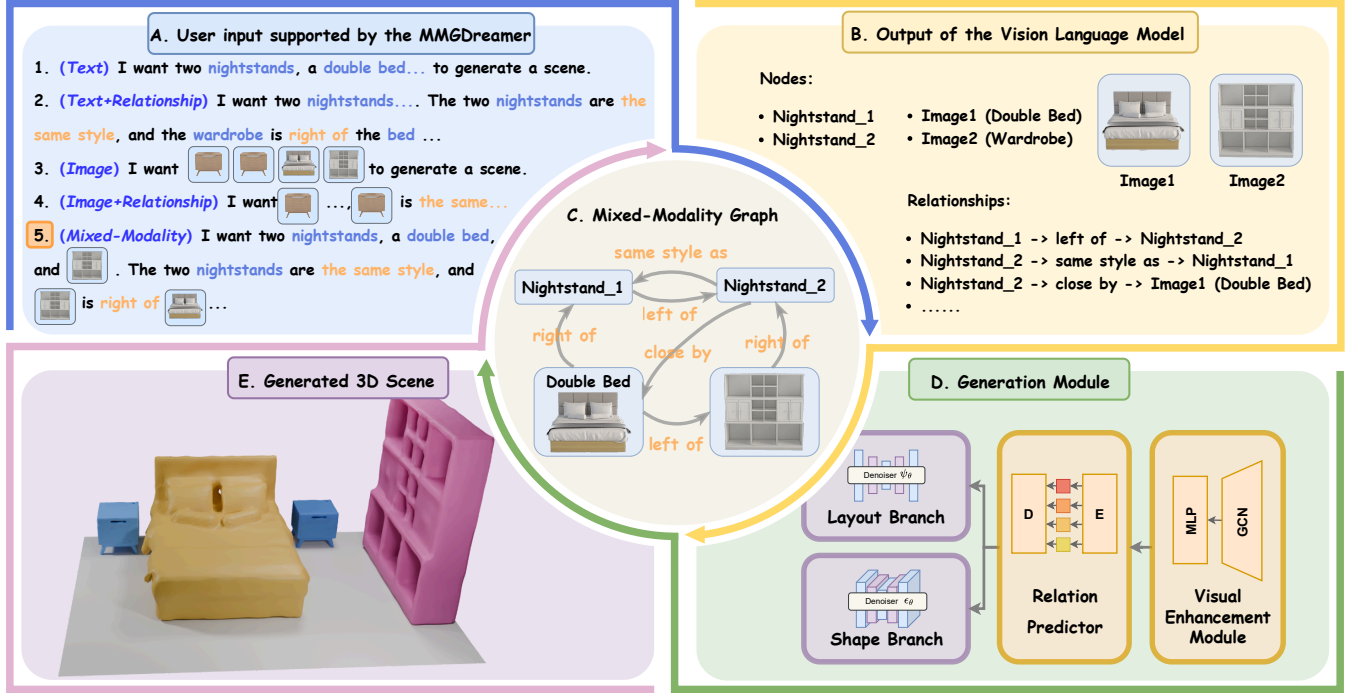 A. User input supported by the MMGDreamer
1. (Text) I want two nightstands, a double bed... to generate a scene.
2. (Text+Relationship) I want two nightstands.... The two nightstands are the
same style, and the wardrobe is right of the bed ...
3. (Image) I want to generate a scene.
4. (Image+Relationship) I want ..., is the same...
5. (Mixed-Modality) I want two nightstands, a double bed,
and . The two nightstands are the same style, and
is right of ...
B. Output of the Vision Language Model
Nodes:
• Nightstand_1
• Nightstand_2
• Image1 (Double Bed)
• Image2 (Wardrobe)
Image1
Image2
Relationships:
• Nightstand_1 -> left of -> Nightstand_2
• Nightstand_2 -> same style as -> Nightstand_1
• Nightstand_2 -> close by -> Image1 (Double Bed)
• ......
C. Mixed-Modality Graph
same style as
Nightstand_1
Nightstand_2
left of
right of
close by
right of
Double Bed
left of
D. Generation Module
Denoiser ψθ
Layout Branch
Denoiser ϵθ
Shape Branch
D
E
Relation
Predictor
MLP
GCN
Visual
Enhancement
Module
E. Generated 3D Scene